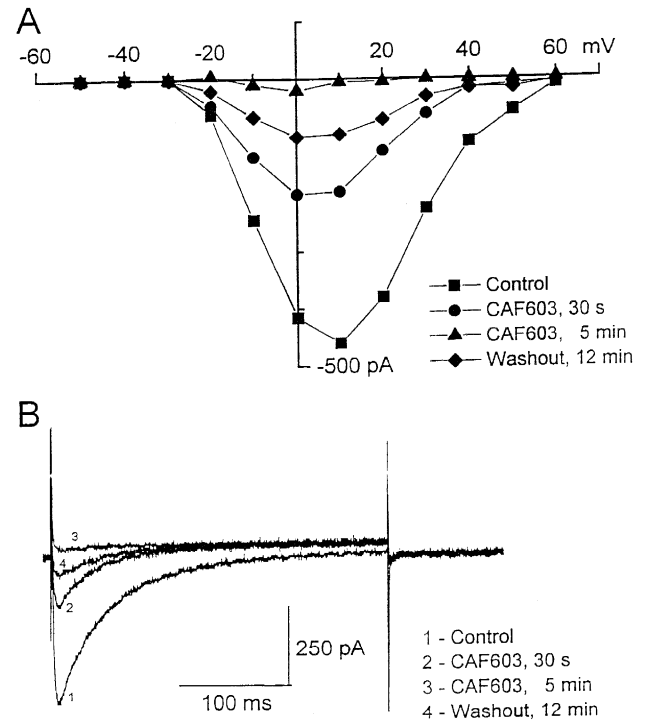 A
-60 -40 -20 20 40 60 mV
Control
CAF603, 30 s
CAF603, 5 min
Washout, 12 min
-500 pA
B
3
4
2
1
250 pA
100 ms
1 - Control
2 - CAF603, 30 s
3 - CAF603, 5 min
4 - Washout, 12 min